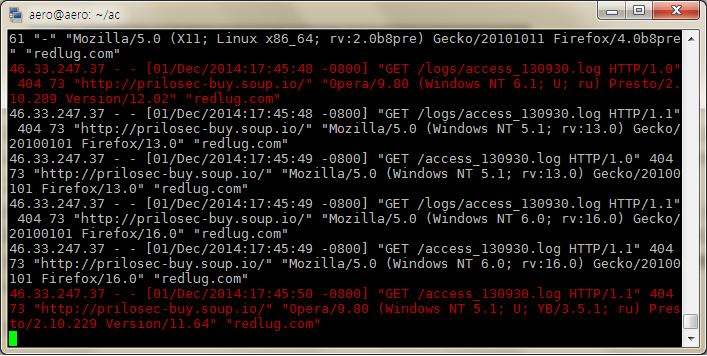 aero@aero: ~/ac
61 "-" "Mozilla/5.0 (X11; Linux x86_64; rv:2.0b8pre) Gecko/20101011 Firefox/4.0b8pre
" "redlug.com"
46.33.247.37 - - [01/Dec/2014:17:45:48 -0800] "GET /logs/access_130930.log HTTP/1.0"
 404 73 "http://prilosec-buy.soup.io/" "Opera/9.80 (Windows NT 6.1; U; ru) Presto/2.
10.289 Version/12.02" "redlug.com"
46.33.247.37 - - [01/Dec/2014:17:45:48 -0800] "GET /logs/access_130930.log HTTP/1.1"
 404 73 "http://prilosec-buy.soup.io/" "Mozilla/5.0 (Windows NT 5.1; rv:13.0) Gecko/
20100101 Firefox/13.0" "redlug.com"
46.33.247.37 - - [01/Dec/2014:17:45:49 -0800] "GET /access_130930.log HTTP/1.0" 404
73 "http://prilosec-buy.soup.io/" "Mozilla/5.0 (Windows NT 5.1; rv:13.0) Gecko/20100
101 Firefox/13.0" "redlug.com"
46.33.247.37 - - [01/Dec/2014:17:45:49 -0800] "GET /logs/access_130930.log HTTP/1.1"
 404 73 "http://prilosec-buy.soup.io/" "Mozilla/5.0 (Windows NT 6.0; rv:16.0) Gecko/
20100101 Firefox/16.0" "redlug.com"
46.33.247.37 - - [01/Dec/2014:17:45:49 -0800] "GET /access_130930.log HTTP/1.1" 404
73 "http://prilosec-buy.soup.io/" "Mozilla/5.0 (Windows NT 6.0; rv:16.0) Gecko/20100
101 Firefox/16.0" "redlug.com"
46.33.247.37 - - [01/Dec/2014:17:45:50 -0800] "GET /access_130930.log HTTP/1.1" 404
73 "http://prilosec-buy.soup.io/" "Opera/9.80 (Windows NT 5.1; U; YB/3.5.1; ru) Pres
to/2.10.229 Version/11.64" "redlug.com"